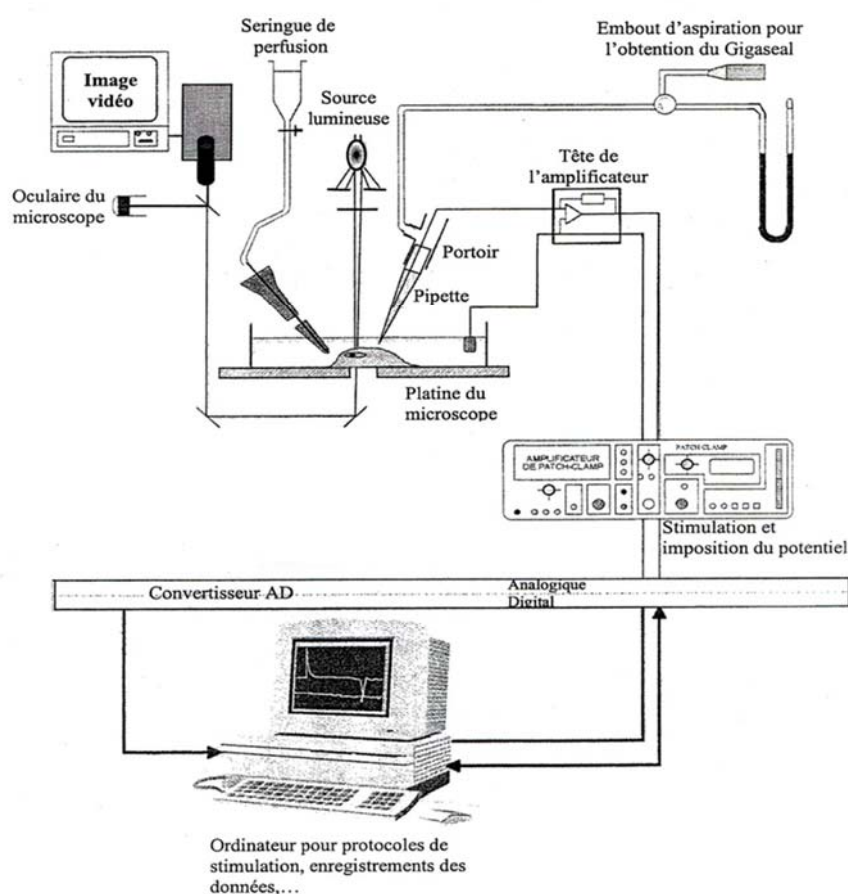 Seringue de
perfusion
Embout d'aspiration pour
l'obtention du Gigaseal
Image
vidéo
Source
lumineuse
Tête de
l'amplificateur
Oculaire du
microscope
Portoir
Pipette
Platine du
microscope
AMPLIFICATEUR
DE PATCH-CLAMP
PATCH-CLAMP
Stimulation et
imposition du potentiel
Convertisseur AD
Analogique
Digital
Ordinateur pour protocoles de
stimulation, enregistrements des
données,...